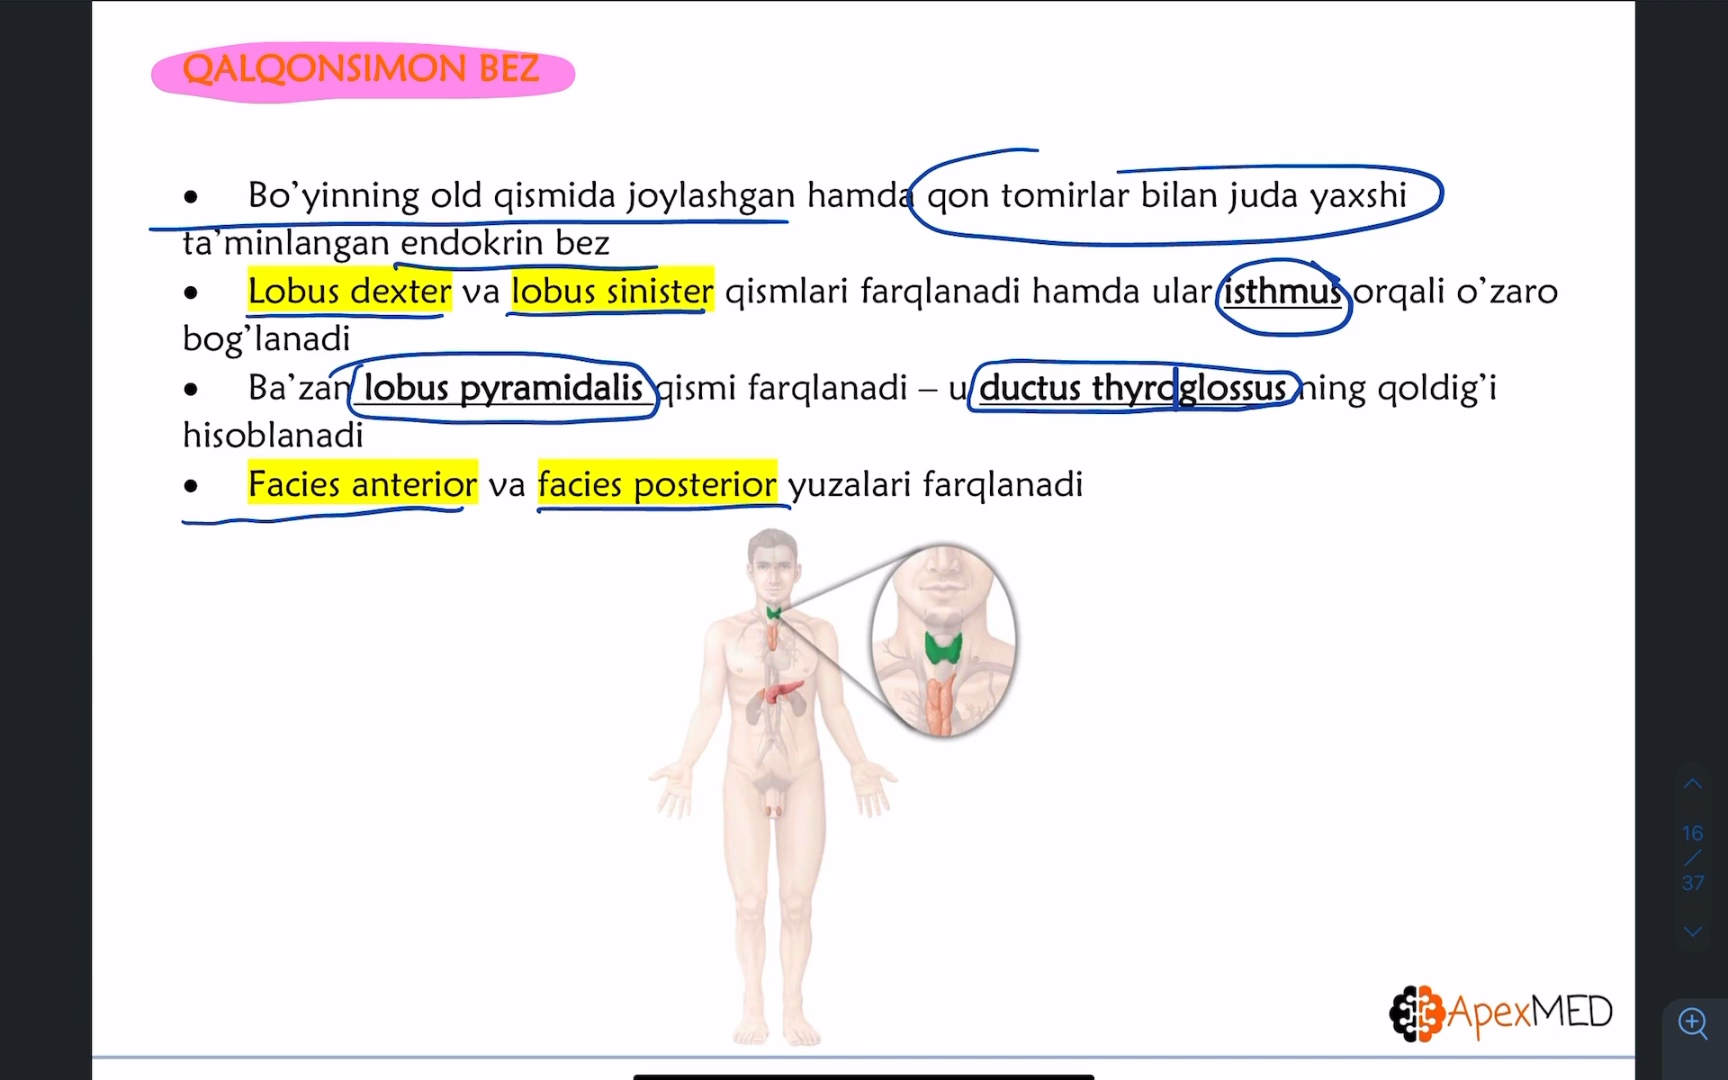 QALQONSIMON BEZ
• Bo’yinning old qismida joylashgan hamda qon tomirlar bilan juda yaxshi
ta’minlangan endokrin bez
• Lobus dexter va lobus sinister qismlari farqlanadi hamda ular isthmus orqali o’zaro
bog’lanadi
• Ba’zan lobus pyramidalis qismi farqlanadi – u ductus thyroglossus ning qoldig’i
hisoblanadi
• Facies anterior va facies posterior yuzalari farqlanadi
16
/
37
ApexMED